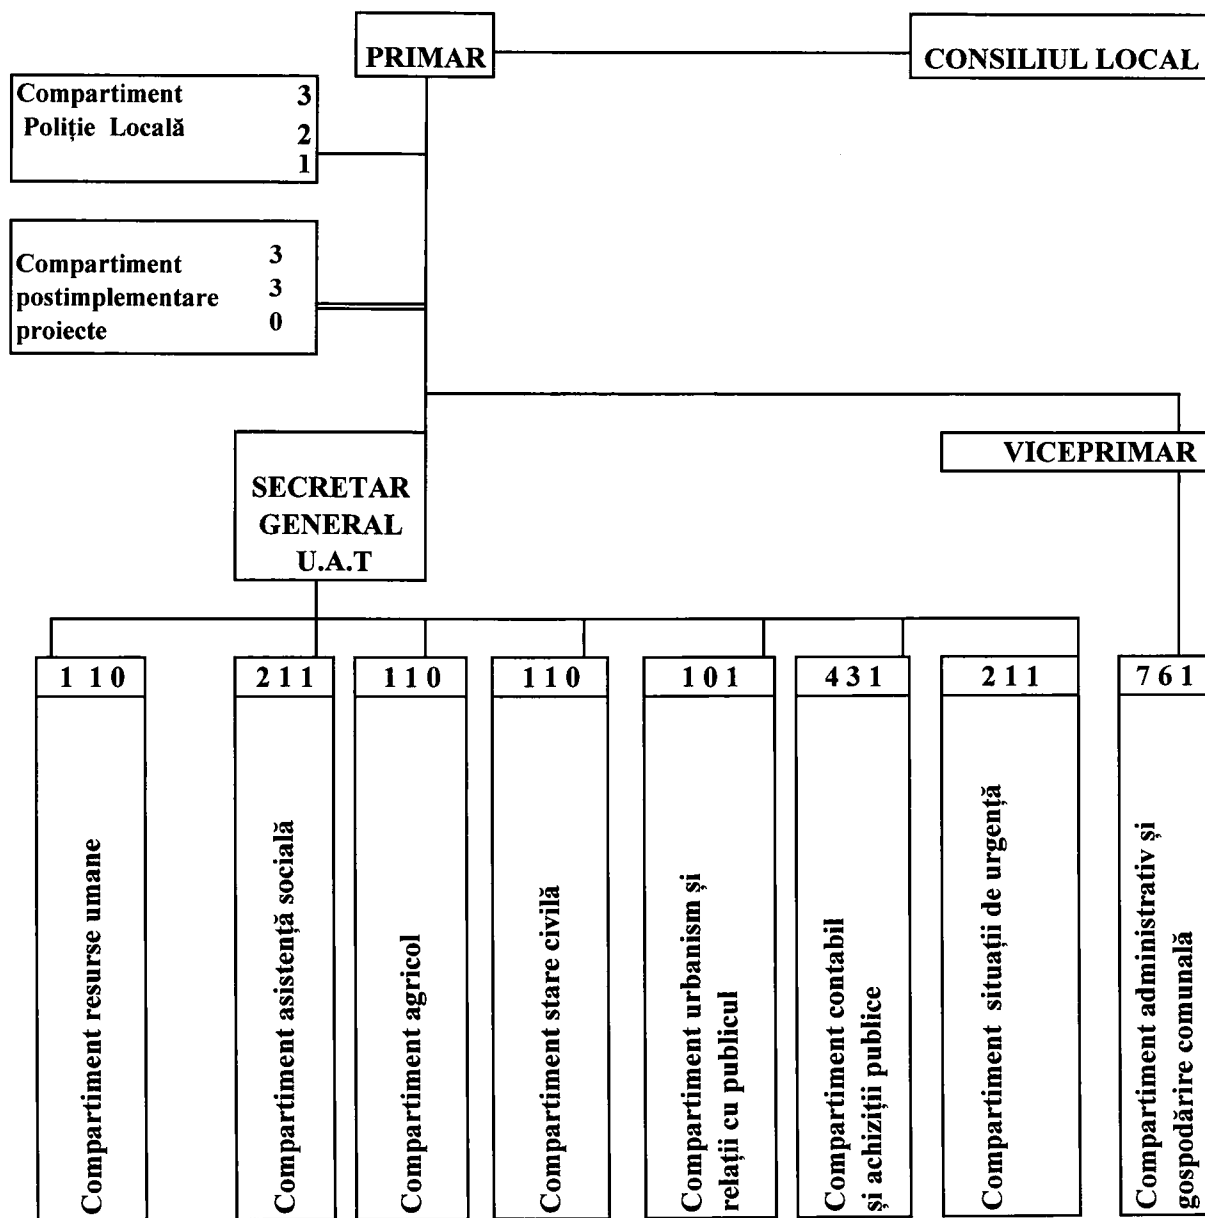 PRIMAR
CONSILIUL LOCAL
Compartiment 3
Poliție Locală 2
1
Compartiment 3
postimplementare 3
proiecte 0
SECRETAR
GENERAL
U.A.T
VICEPRIMAR
1 1 0
2 1 1
1 1 0
1 1 0
1 0 1
4 3 1
2 1 1
7 6 1
Compartiment resurse umane
Compartiment asistență socială
Compartiment agricol
Compartiment stare civilă
Compartiment urbanism și
relații cu publicul
Compartiment contabil
și achiziții publice
Compartiment situații de urgență
Compartiment administrativ și
gospodărire comunală